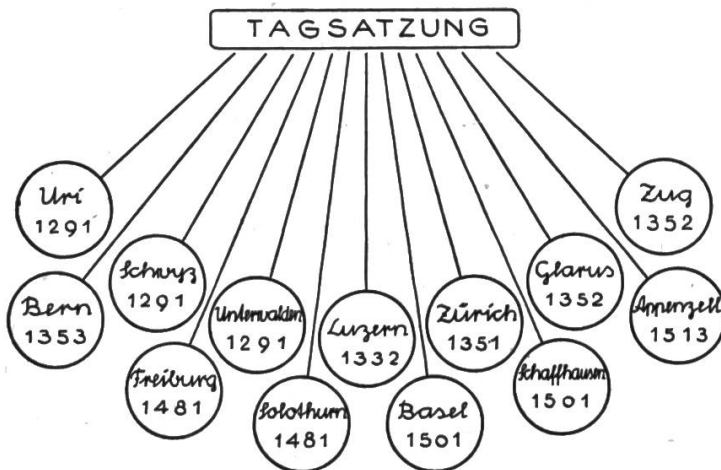 TAGSATZUNG
Uri
1291
Zug
1352
Schwyz
1291
Glarus
1352
Bern
1353
Unterwalden
1291
Luzern
1332
Zürich
1351
Appenzell
1513
Freiburg
1481
Schaffhausen
1501
Solothurn
1481
Basel
1501